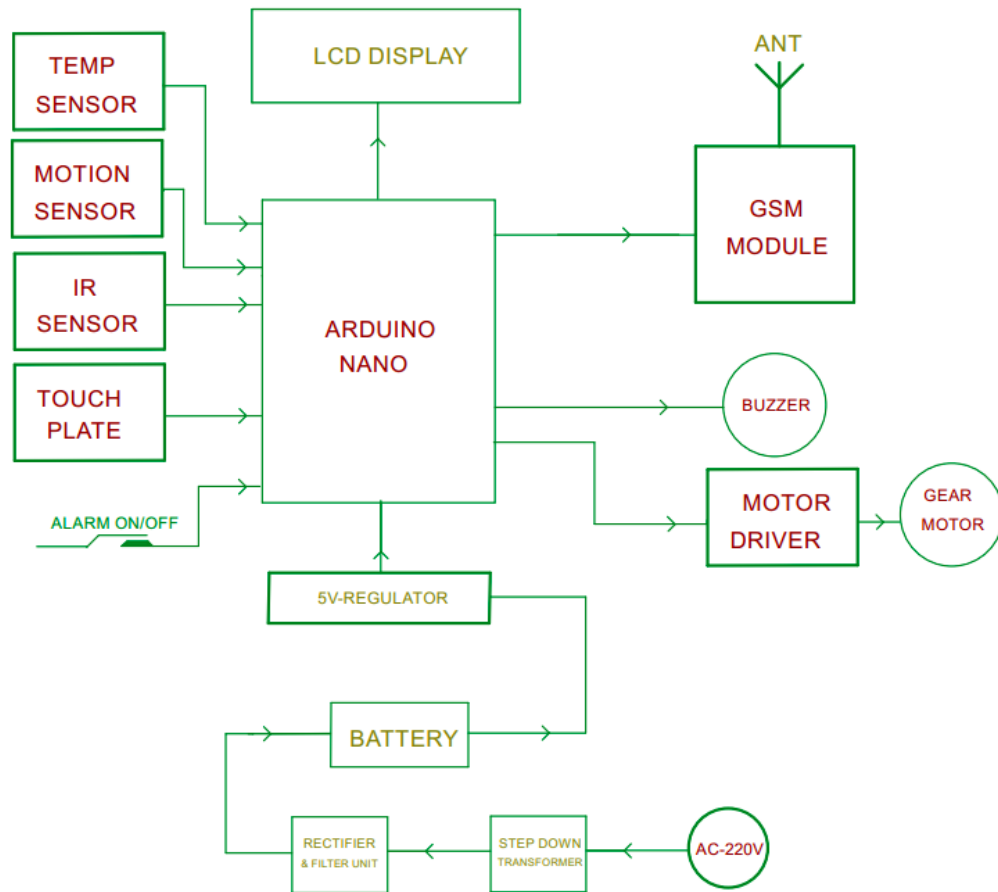 TEMP
SENSOR
MOTION
SENSOR
IR
SENSOR
TOUCH
PLATE
ALARM ON/OFF
LCD DISPLAY
ARDUINO
NANO
ANT
GSM
MODULE
BUZZER
MOTOR
DRIVER
GEAR
MOTOR
5V-REGULATOR
BATTERY
RECTIFIER
& FILTER UNIT
STEP DOWN
TRANSFORMER
AC-220V